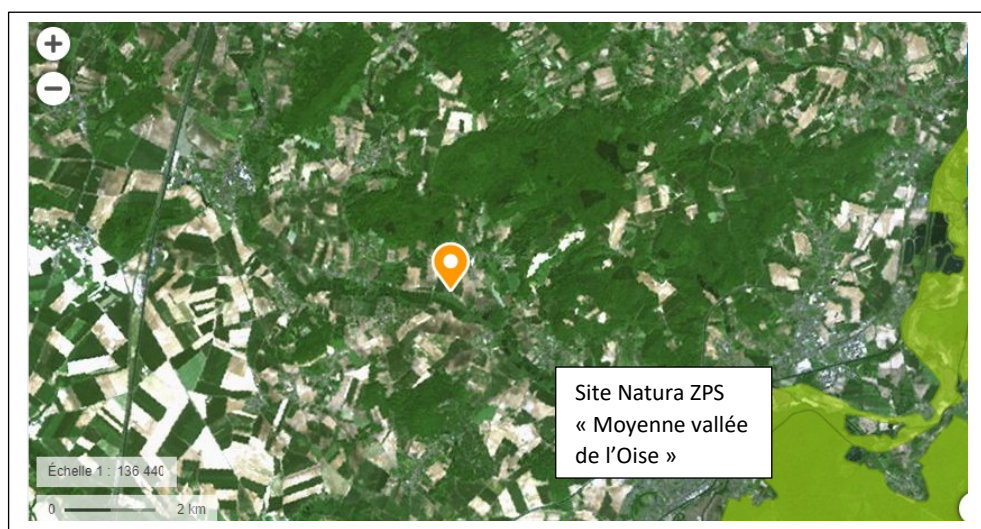 Site Natura ZPS
« Moyenne vallée
de l’Oise »
Échelle 1 : 136 440
0 2 km